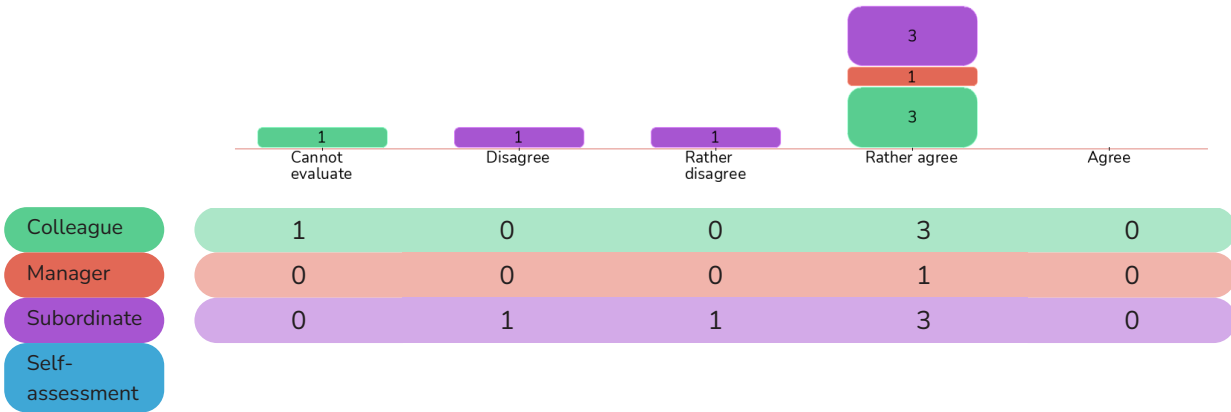 3
1
1 1 1 3
Cannot Disagree Rather Rather agree Agree
evaluate disagree
Colleague 1 0 0 3 0
Manager 0 0 0 1 0
Subordinate 0 1 1 3 0
Self-
assessment